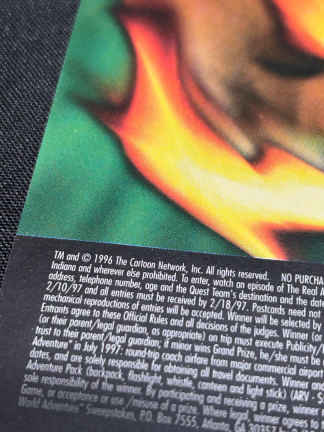 TM and © 1996 The Cartoon Network, Inc. All rights reserved. NO PURCHA
Indiana and wherever else prohibited. To enter, watch an episode of The Real
address, telephone number, age and the Quest Team's destination and the dat
2/10/97 and all entries must be received by 2/18/97. Postcards need not
mechanical reproductions of entries will be accepted. Winner will be selected by
Entrants agree to these Official Rules and all decisions of the judges. Winner (or
(or their parent/legal guardian, as appropriate) on trip must execute Publicity/
trist to their parent/legal guardian; if minor wins Grand Prize, he/she must be
Adventure" in July 1997: round-trip coach airfare from major commercial airport
dates, and are solely responsible for obtaining all travel documents. Winner and
Adventure Pack (backpack, flashlight, whistle, canteen and light stick) (ARV - $
sole responsibility of the winner. By participating and receiving a prize, winner
Game, or acceptance or use / misuse of a prize. Where legal, winner agrees to
World Adventures" Sweepstakes, P.O. Box 7555, Atlanta, GA 30357